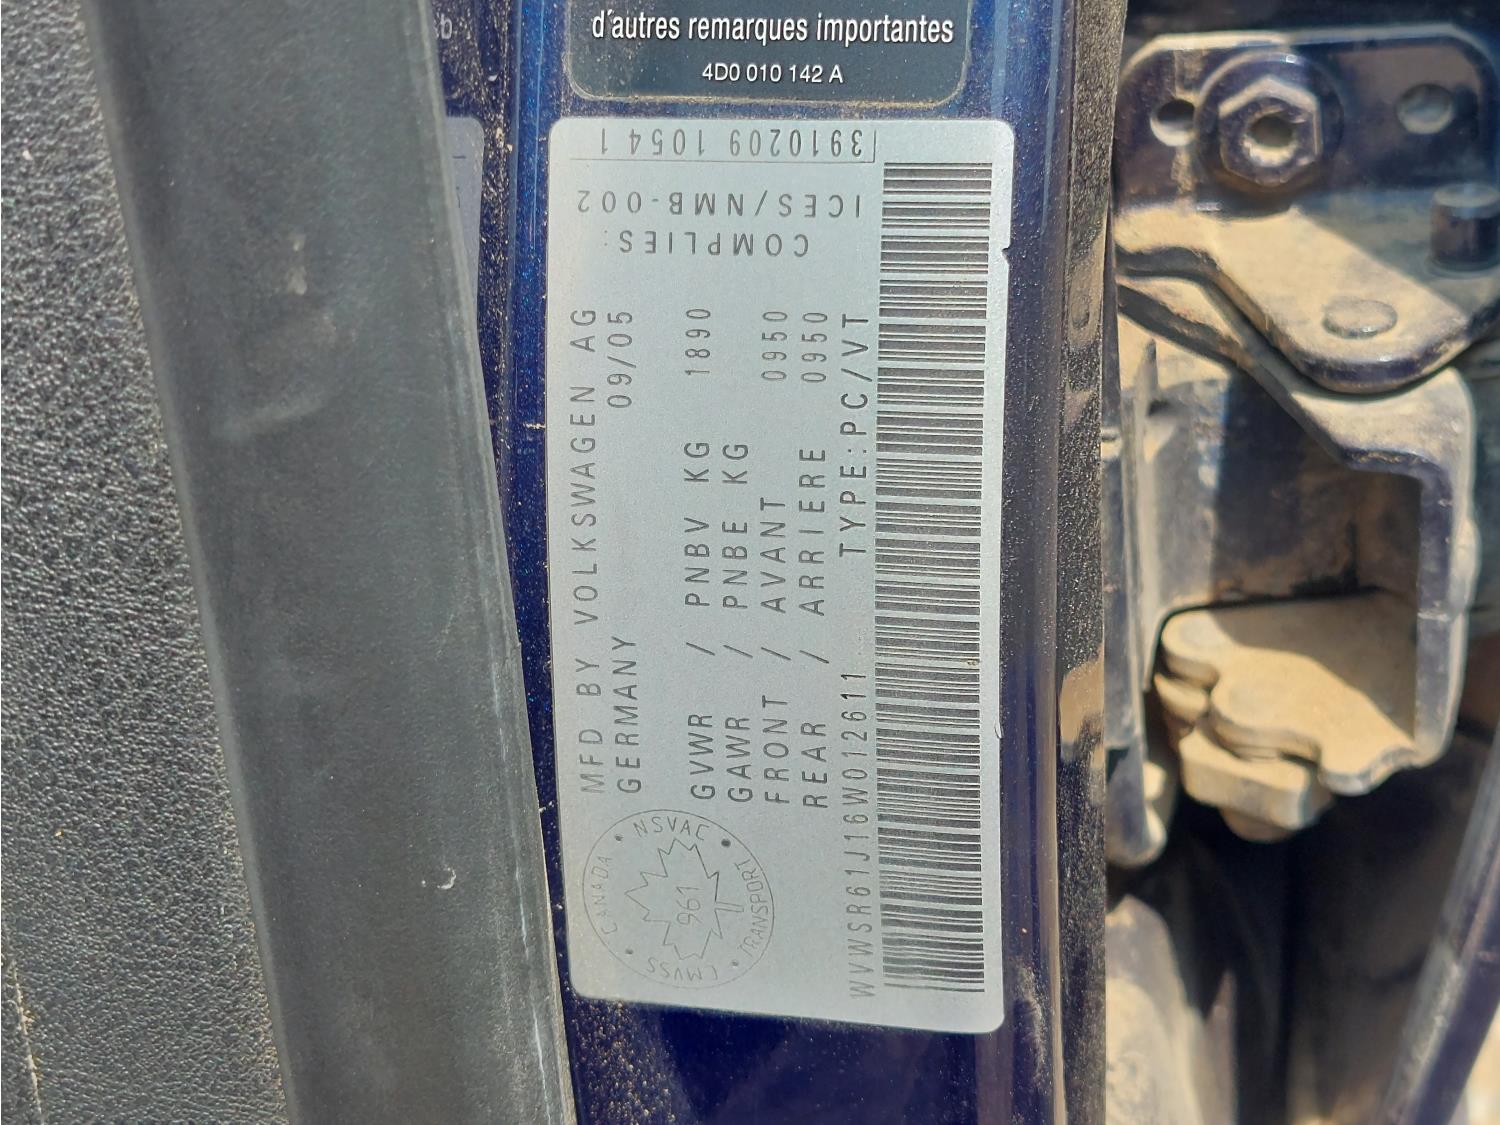 d'autres remarques importantes
4D0 010 142 A
3910209 1054 1
ICES/NMB-002
COMPLIES:
MFD BY VOLKSWAGEN AG
GERMANY 09/05
GVWR / PNBV KG 1890
GAWR / PNBE KG
FRONT / AVANT 0950
REAR / ARRIERE 0950
WVWSR61J16W012611 TYPE:PC/VT
CANADA • NSVAC • TRANSPORT • CMVSS •
961